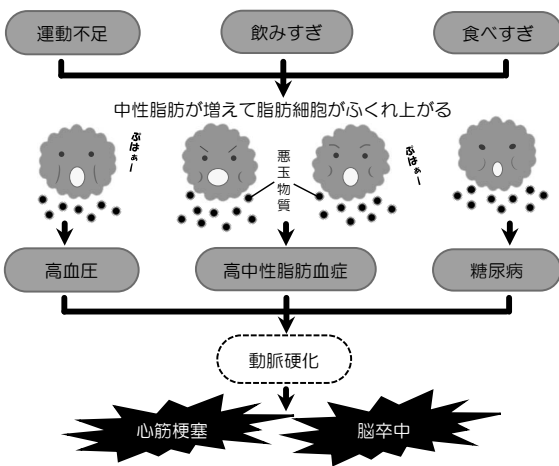 運動不足
飲みすぎ
食べすぎ
中性脂肪が増えて脂肪細胞がふくれ上がる
ぶはぁー
悪玉物質
ぶはぁー
高血圧
高中性脂肪血症
糖尿病
動脈硬化
心筋梗塞
脳卒中